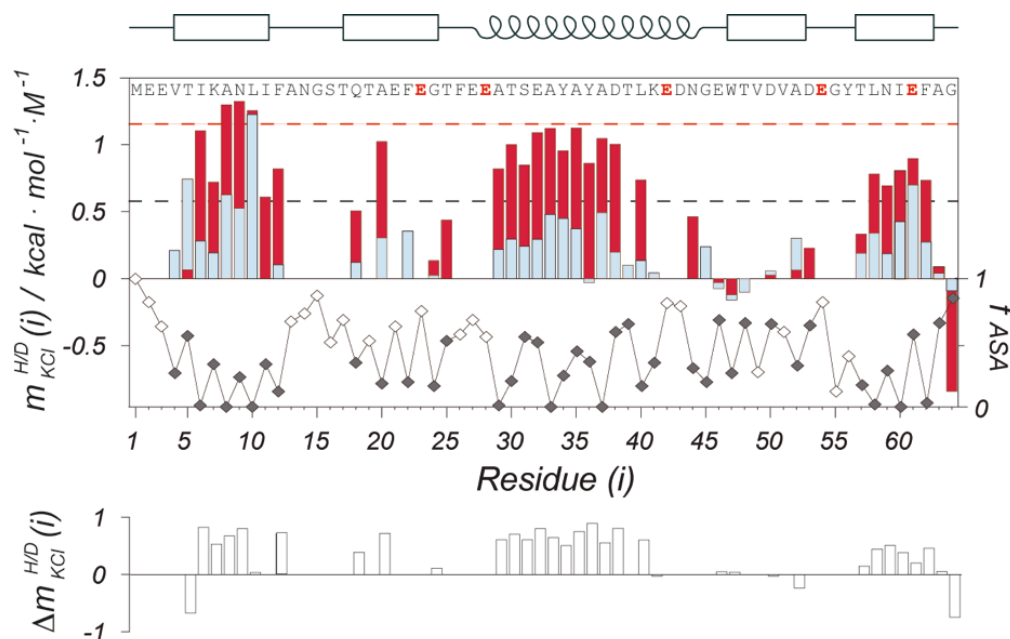 MEEVTIKANLIFANGSTQTAEFEGTFEEATSEAYAYADTLKEDNGEWTVDVADEGYTLNIEFAG
1.5
1
0.5
0
-0.5
m^{H/D}_{KCl} (i) / kcal · mol⁻¹ · M⁻¹
1
0
f_{ASA}
1 5 10 15 20 25 30 35 40 45 50 55 60
Residue (i)
1
0
-1
Δm^{H/D}_{KCl} (i)